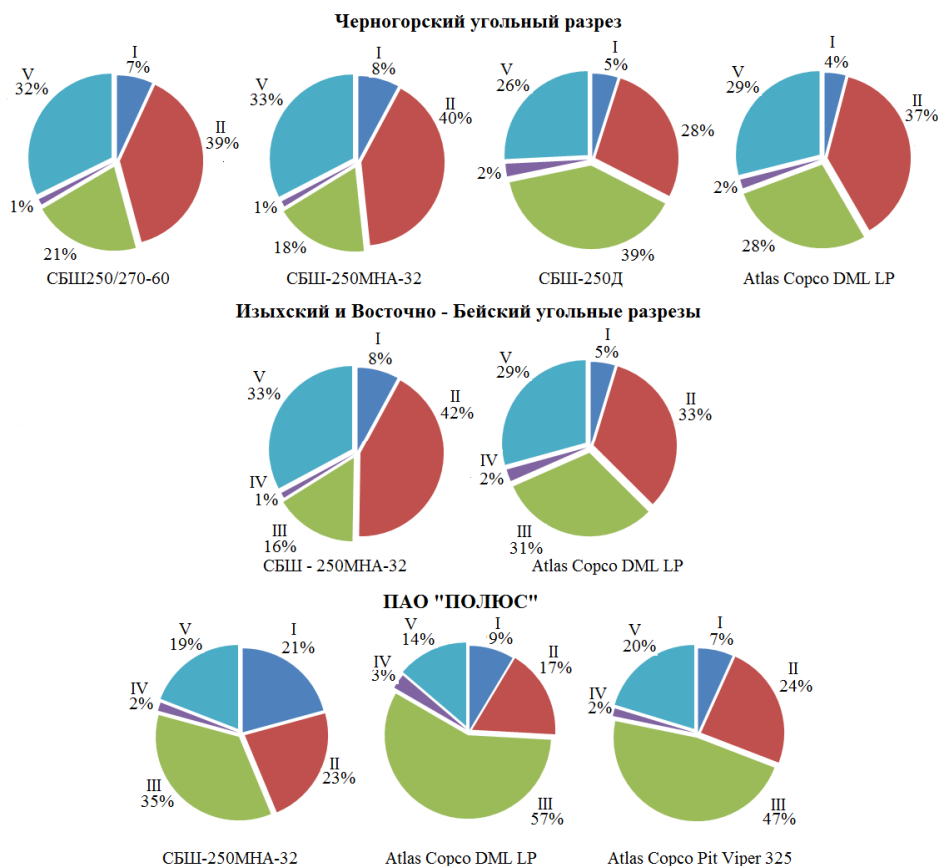 Черногорский угольный разрез
I
7%
II
39%
21%
1%
V
32%
СБШ250/270-60
I
8%
II
40%
18%
1%
V
33%
СБШ-250МНА-32
I
5%
28%
39%
2%
V
26%
СБШ-250Д
I
4%
II
37%
28%
2%
V
29%
Atlas Copco DML LP
Изыхский и Восточно - Бейский угольные разрезы
I
8%
II
42%
III
16%
IV
1%
V
33%
СБШ - 250МНА-32
I
5%
II
33%
III
31%
IV
2%
V
29%
Atlas Copco DML LP
ПАО "ПОЛЮС"
I
21%
II
23%
III
35%
IV
2%
V
19%
СБШ-250МНА-32
I
9%
II
17%
III
57%
IV
3%
V
14%
Atlas Copco DML LP
I
7%
II
24%
III
47%
IV
2%
V
20%
Atlas Copco Pit Viper 325